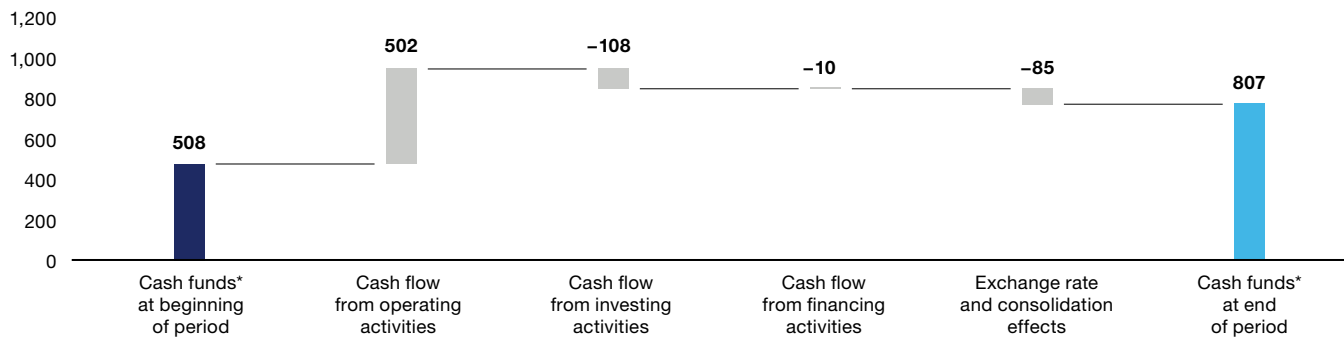 1,200
1,000
800
600
400
200
0
508
502
–108
–10
–85
807
Cash funds*
at beginning
of period
Cash flow
from operating
activities
Cash flow
from investing
activities
Cash flow
from financing
activities
Exchange rate
and consolidation
effects
Cash funds*
at end
of period